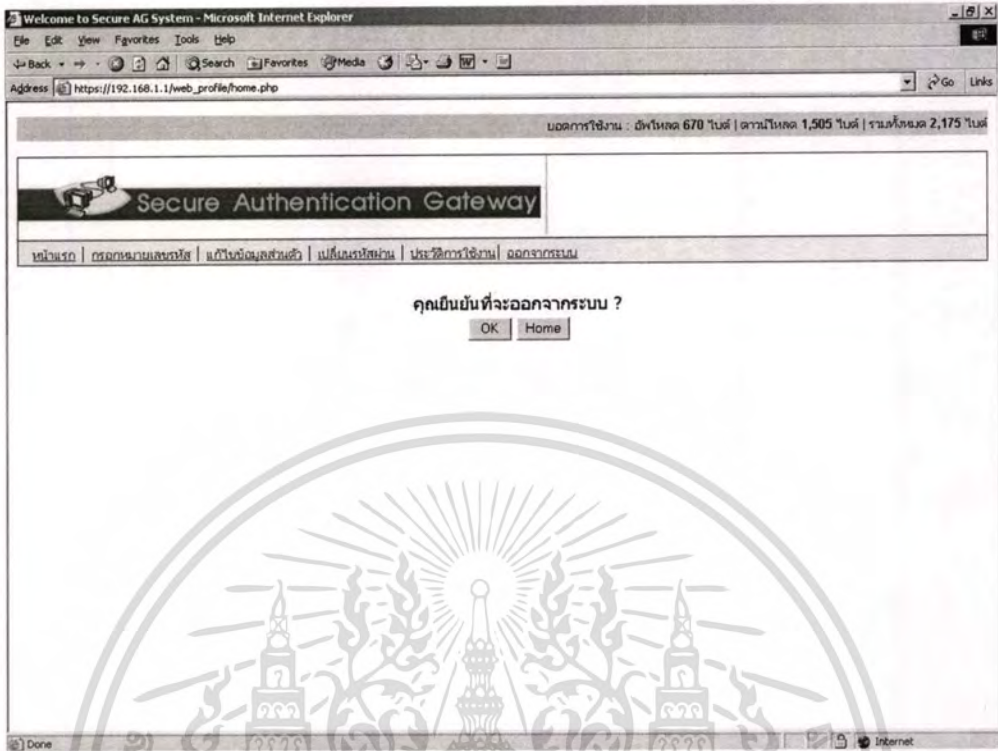 Welcome to Secure AG System - Microsoft Internet Explorer
File Edit View Favorites Tools Help
Back Search Favorites Media
Address https://192.168.1.1/web_profile/home.php Go Links
ยอดการใช้งาน : อัพโหลด 670 ไบต์ | ดาวน์โหลด 1,505 ไบต์ | รวมทั้งหมด 2,175 ไบต์
Secure Authentication Gateway
หน้าแรก | กรอกหมายเลขรหัส | แก้ไขข้อมูลส่วนตัว | เปลี่ยนรหัสผ่าน | ประวัติการใช้งาน | ออกจากระบบ
คุณยืนยันที่จะออกจากระบบ ?
OK Home
Done Internet